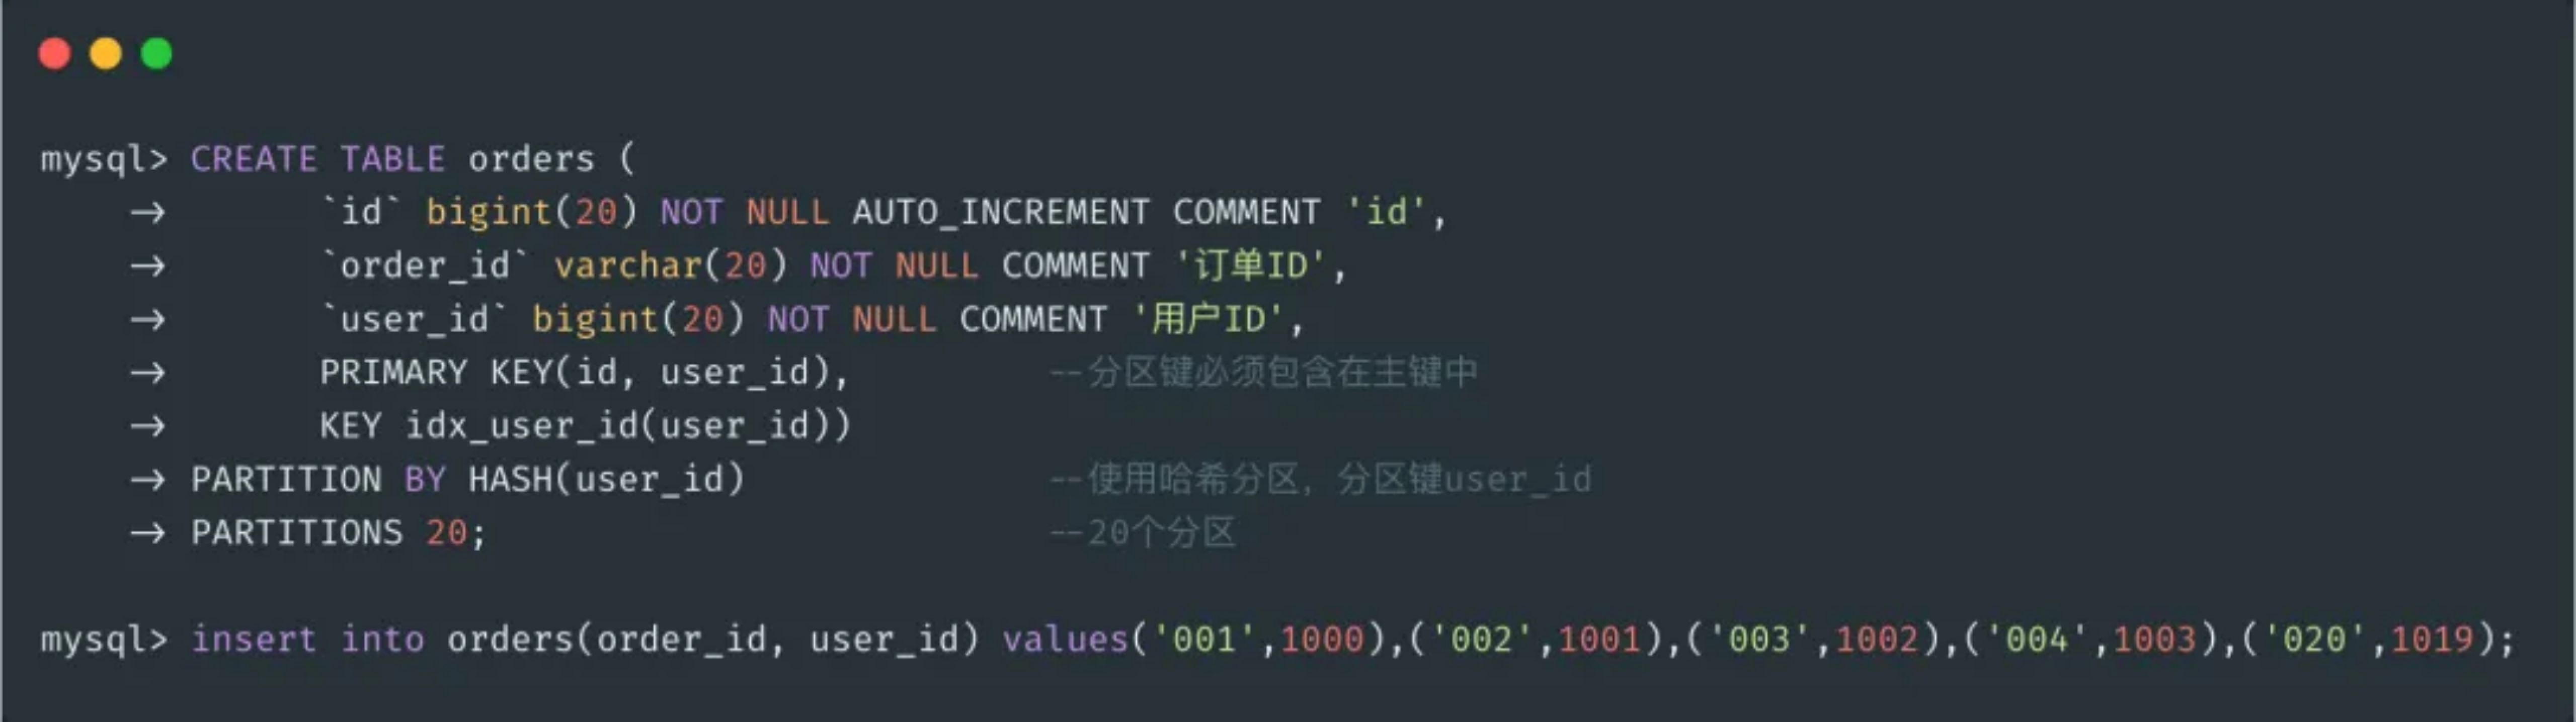 mysql> CREATE TABLE orders (
    →       `id` bigint(20) NOT NULL AUTO_INCREMENT COMMENT 'id',
    →       `order_id` varchar(20) NOT NULL COMMENT '订单ID',
    →       `user_id` bigint(20) NOT NULL COMMENT '用户ID',
    →       PRIMARY KEY(id, user_id),         --分区键必须包含在主键中
    →       KEY idx_user_id(user_id))
    → PARTITION BY HASH(user_id)              --使用哈希分区，分区键user_id
    → PARTITIONS 20;                          --20个分区
mysql> insert into orders(order_id, user_id) values('001',1000),('002',1001),('003',1002),('004',1003),('020',1019);